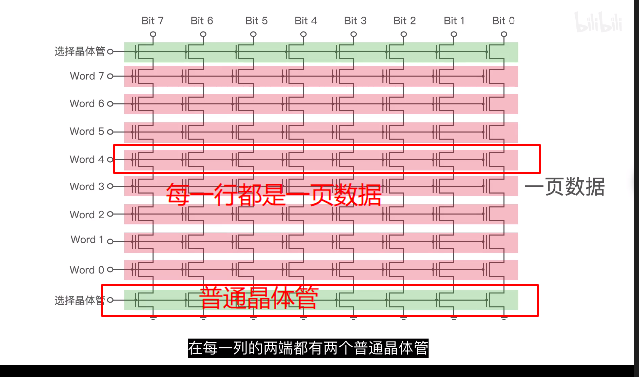 bilibili
Bit 7 Bit 6 Bit 5 Bit 4 Bit 3 Bit 2 Bit 1 Bit 0
选择晶体管
Word 7
Word 6
Word 5
Word 4
Word 3
每一行都是一页数据
一页数据
Word 2
Word 1
Word 0
选择晶体管
普通晶体管
在每一列的两端都有两个普通晶体管